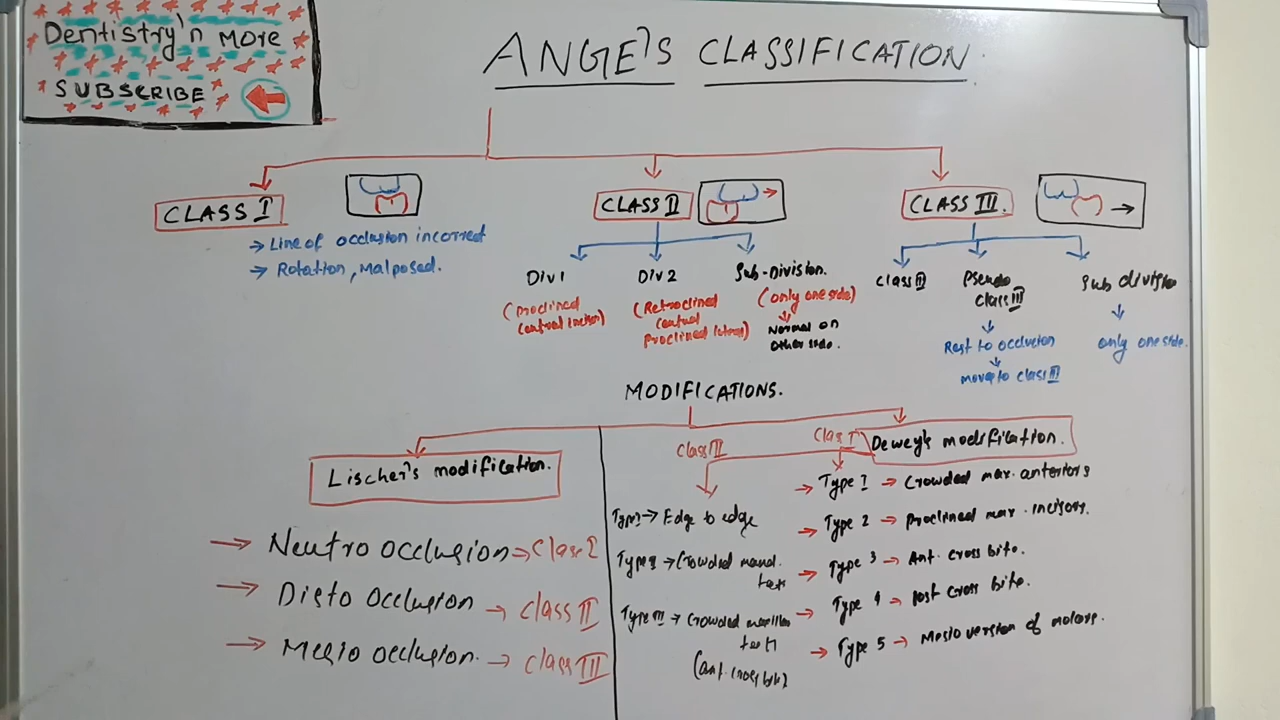 Dentistry'n MORE
SUBSCRIBE
ANGE'S CLASSIFICATION
CLASS I
→ Line of occlusion incorrect
→ Rotation, Malposed.
CLASS II
Div 1
(proclined
central incisor)
Div 2
(Retroclined
central
proclined lateral)
Sub-Division.
(only one side)
Normal on
other side.
CLASS III.
class III
Pseudo
class III
Rest to occlusion
move to class III
Sub division
only one side.
MODIFICATIONS.
Lischer's modification.
→ Neutro occlusion → Class I
→ Disto occlusion → class II
→ Mesio occlusion. → class III
Dewey's modification.
Class III
Type I → Edge to edge
Type II → Crowded mand.
teeth
Type III → Crowded maxillary
teeth
(ant. cross bite)
Class I
→ Type 1 → Crowded max. anteriors
→ Type 2 → proclined max. incisors.
→ Type 3 → Ant. cross bite.
→ Type 4 → post cross bite.
→ Type 5 → Mesio version of molars.